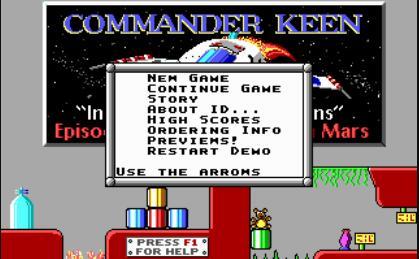 COMMANDER KEEN
NEW GAME
CONTINUE GAME
STORY
ABOUT ID...
HIGH SCORES
ORDERING INFO
PREVIEWS!
RESTART DEMO
USE THE ARROWS
"In
ns"
Episo
Mars
PRESS F1
FOR HELP